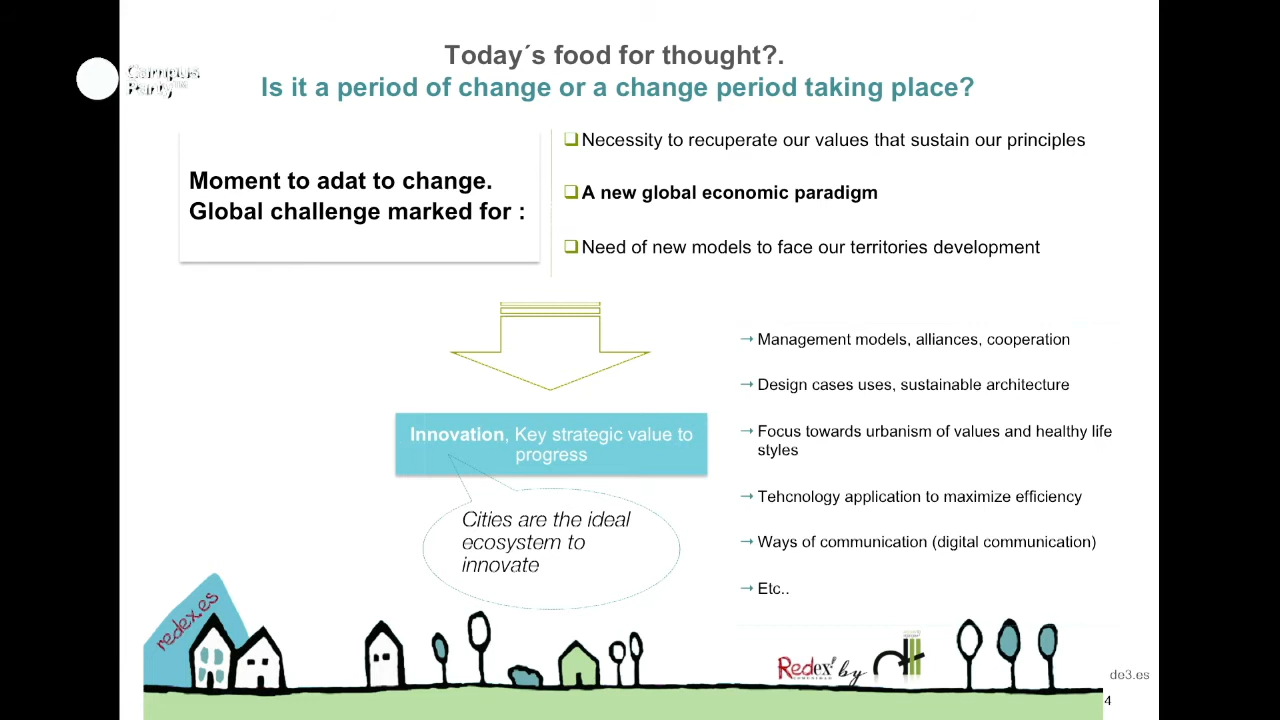 Today´s food for thought?.
Is it a period of change or a change period taking place?
Campus
Party™
Moment to adat to change.
Global challenge marked for :
Necessity to recuperate our values that sustain our principles
A new global economic paradigm
Need of new models to face our territories development
Innovation, Key strategic value to
progress
Cities are the ideal
ecosystem to
innovate
→ Management models, alliances, cooperation
→ Design cases uses, sustainable architecture
→ Focus towards urbanism of values and healthy life
styles
→ Tehcnology application to maximize efficiency
→ Ways of communication (digital communication)
→ Etc..
redex.es
Redex by
de3.es
4